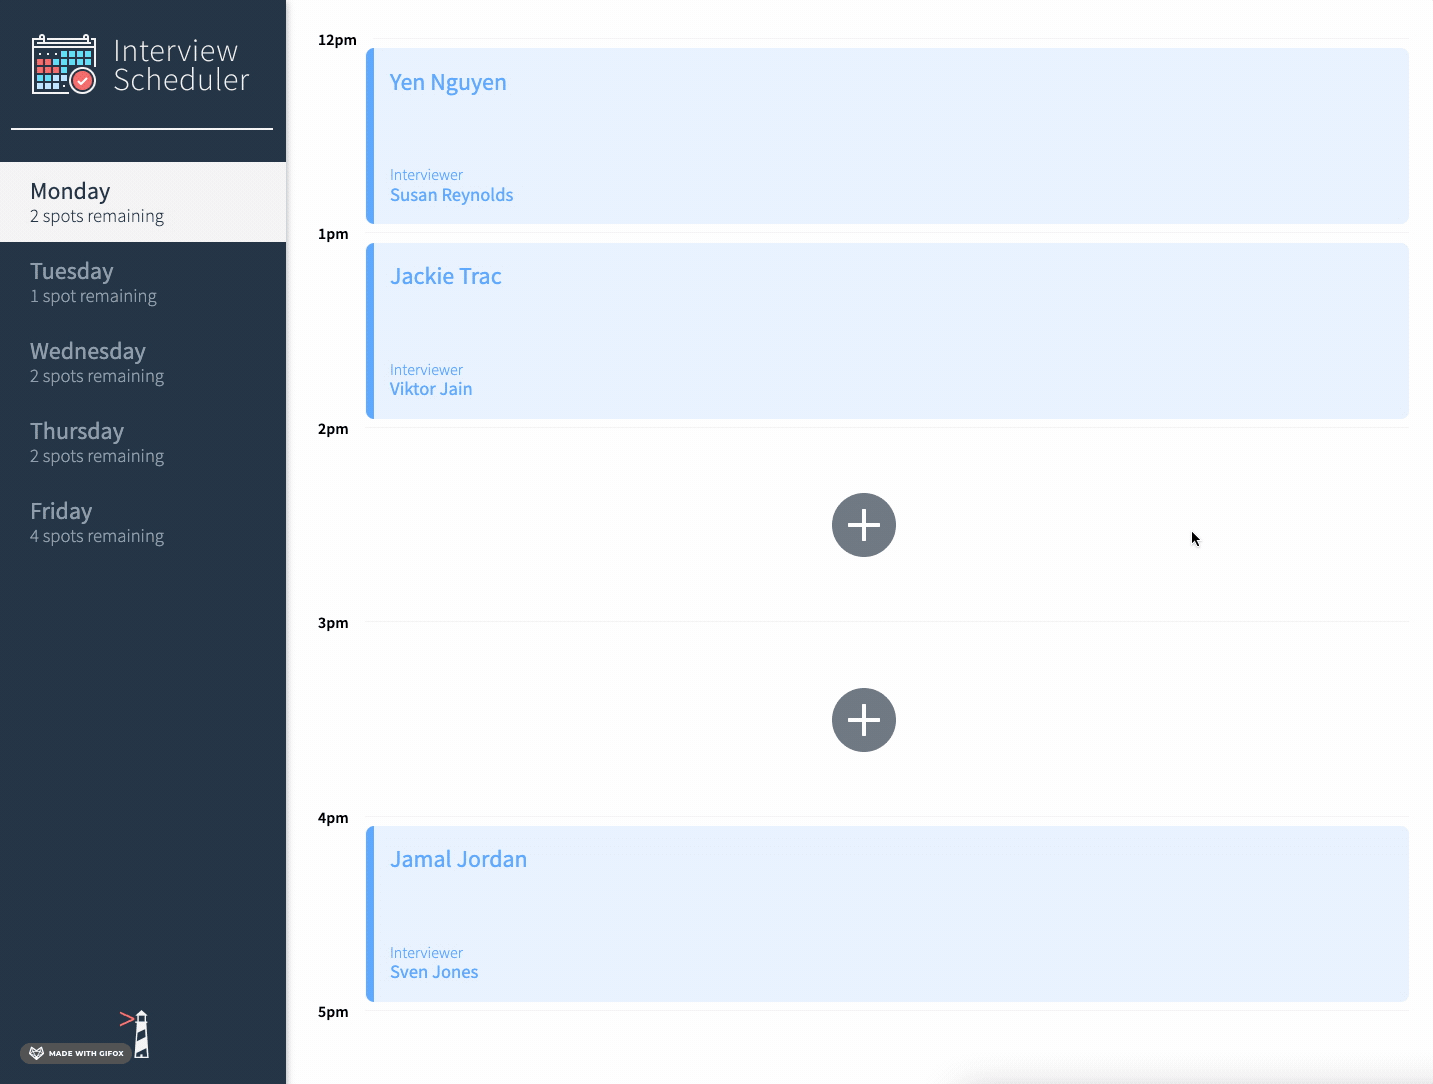 Interview
Scheduler
Monday
2 spots remaining
Tuesday
1 spot remaining
Wednesday
2 spots remaining
Thursday
2 spots remaining
Friday
4 spots remaining
>
MADE WITH GIFOX
12pm
Yen Nguyen
Interviewer
Susan Reynolds
1pm
Jackie Trac
Interviewer
Viktor Jain
2pm
3pm
4pm
Jamal Jordan
Interviewer
Sven Jones
5pm